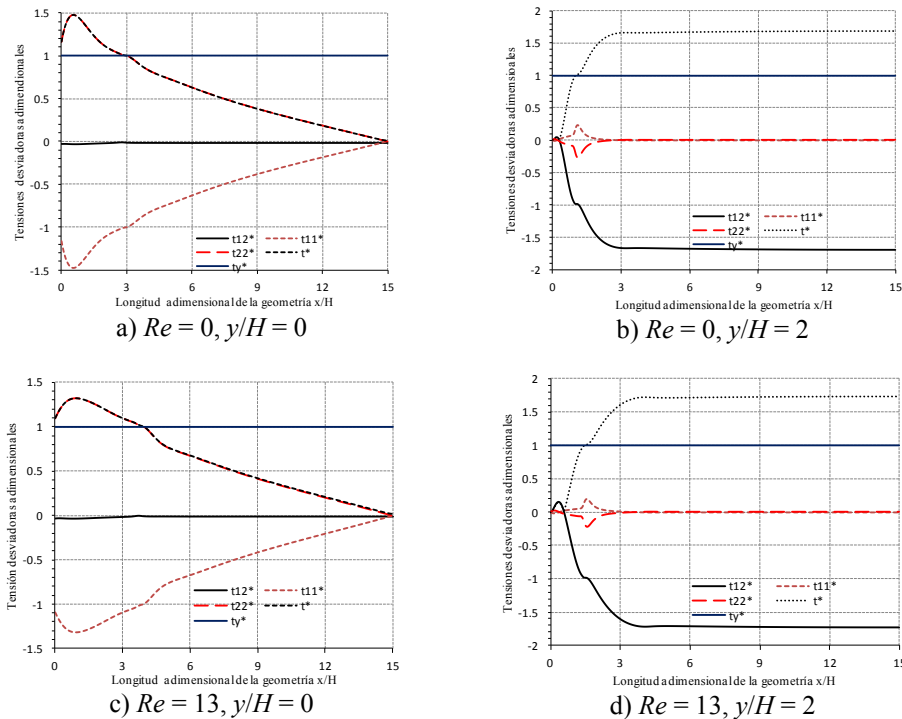 Tensiones desviadoras adimendionales
1.5
1
0.5
0
-0.5
-1
-1.5
0 3 6 9 12 15
t12* t11*
t22* t*
ty*
Longitud adimensional de la geometría x/H
a) Re = 0, y/H = 0
Tensiones desviadoras adimensioales
2
1.5
1
0.5
0
-0.5
-1
-1.5
-2
0 3 6 9 12 15
t12* t11*
t22* t*
ty*
Longitud adimensional de la geometría x/H
b) Re = 0, y/H = 2
Tensión desviadoras adimensionales
1.5
1
0.5
0
-0.5
-1
-1.5
0 3 6 9 12 15
t12* t11*
t22* t*
ty*
Longitud adimensional de la geometría x/H
c) Re = 13, y/H = 0
Tensiones desviadoras adimensionales
2
1.5
1
0.5
0
-0.5
-1
-1.5
-2
0 3 6 9 12 15
t12* t11*
t22* t*
ty*
Longitud adimensional de la geometría x/H
d) Re = 13, y/H = 2